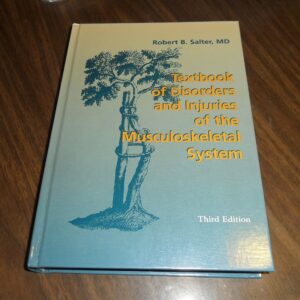 Robert B. Salter, MD
Textbook
of Disorders
and Injuries
of the
Musculoskeletal
System
Third Edition